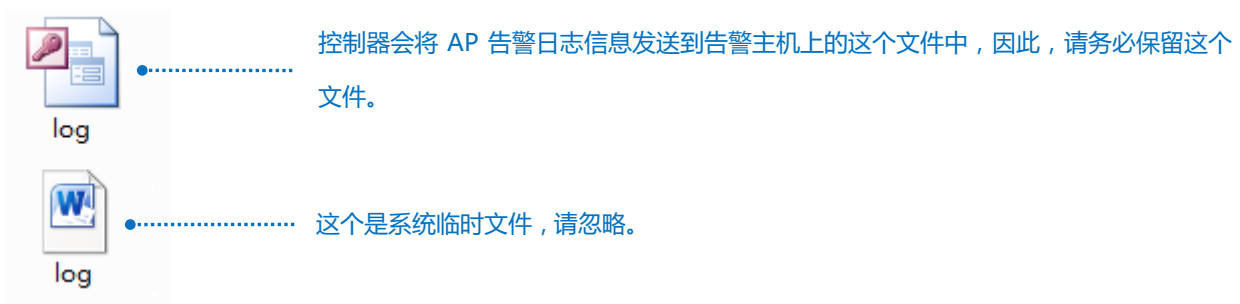 控制器会将 AP 告警日志信息发送到告警主机上的这个文件中，因此，请务必保留这个
文件。
log
W
这个是系统临时文件，请忽略。
log